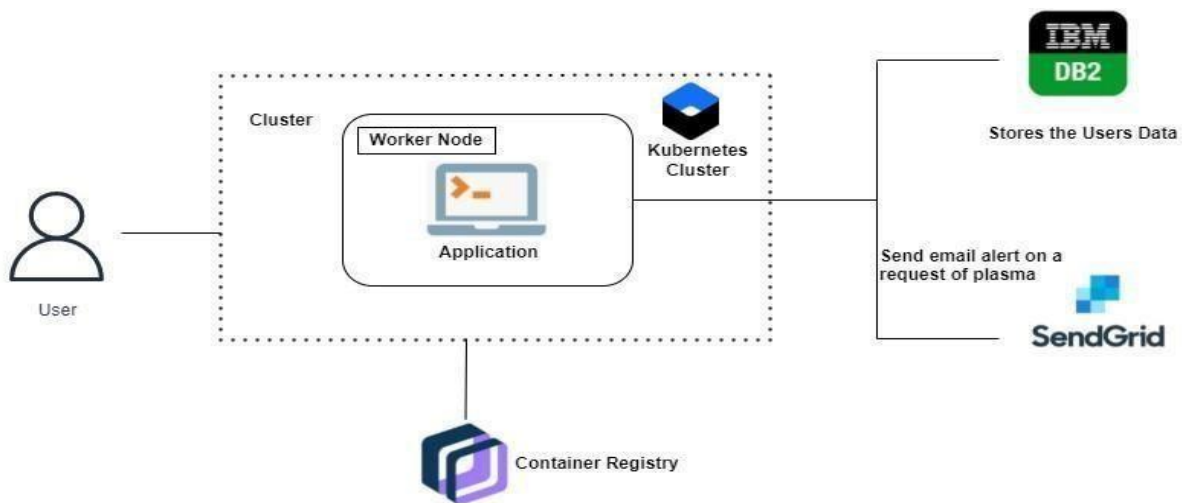 IBM
DB2
Stores the Users Data
Cluster
Worker Node
Kubernetes
Cluster
Application
User
Send email alert on a
request of plasma
SendGrid
Container Registry